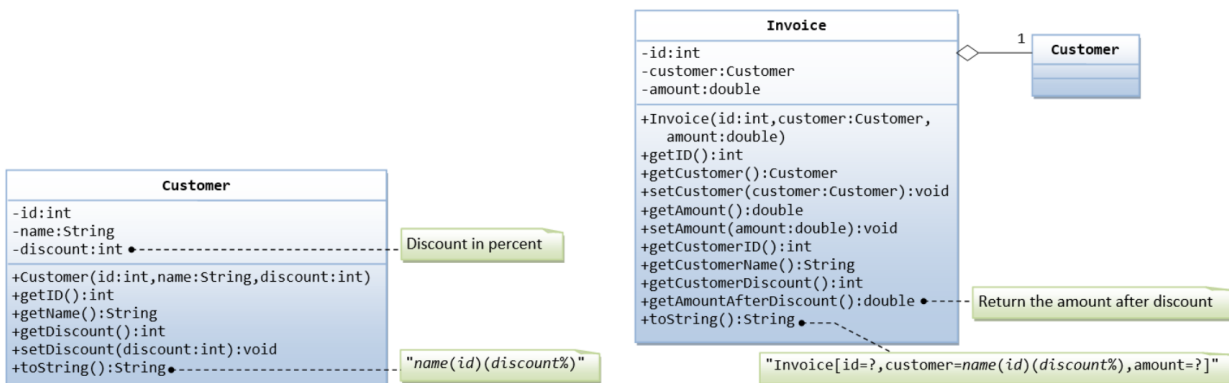 Customer
-id:int
-name:String
-discount:int
Discount in percent
+Customer(id:int,name:String,discount:int)
+getID():int
+getName():String
+getDiscount():int
+setDiscount(discount:int):void
+toString():String
"name(id)(discount%)"
Invoice
-id:int
-customer:Customer
-amount:double
+Invoice(id:int,customer:Customer,
amount:double)
+getID():int
+getCustomer():Customer
+setCustomer(customer:Customer):void
+getAmount():double
+setAmount(amount:double):void
+getCustomerID():int
+getCustomerName():String
+getCustomerDiscount():int
+getAmountAfterDiscount():double
Return the amount after discount
+toString():String
"Invoice[id=?,customer=name(id)(discount%),amount=?]"
1
Customer